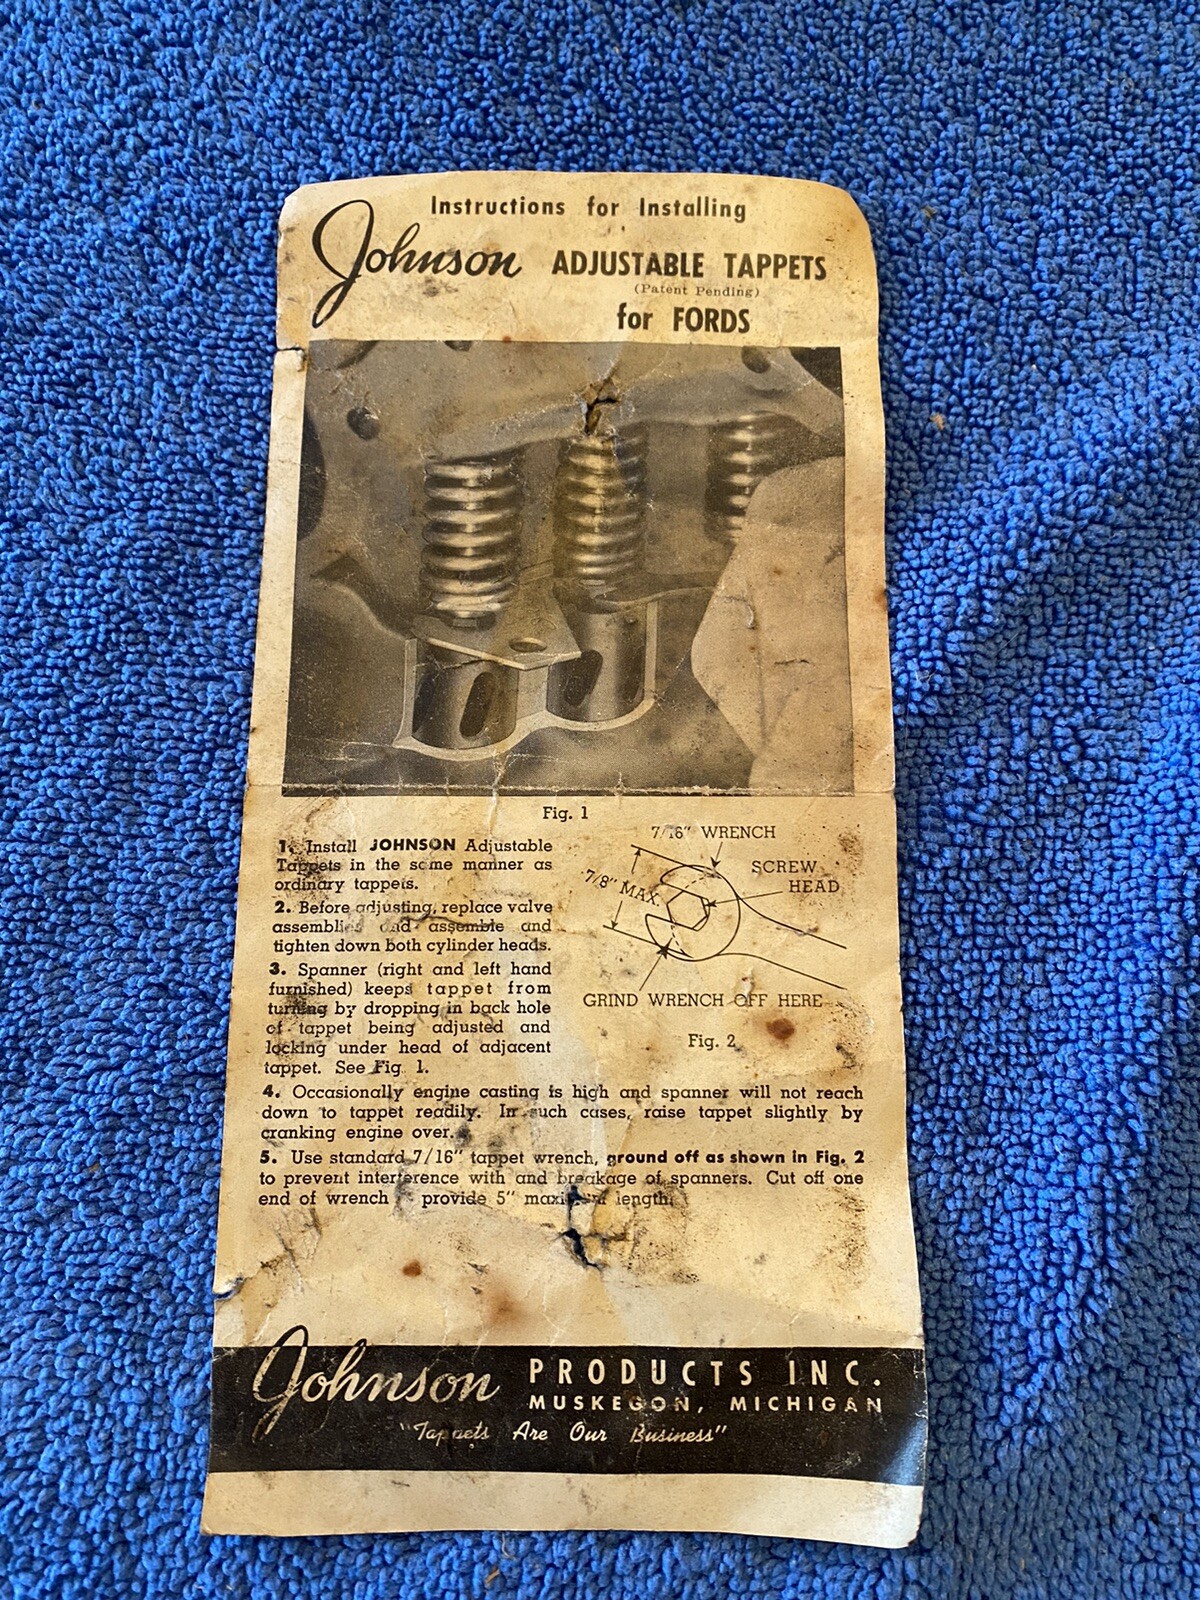 Instructions for Installing
Johnson ADJUSTABLE TAPPETS
(Patent Pending)
for FORDS
Fig. 1
1. Install JOHNSON Adjustable
Tappets in the same manner as
ordinary tappets.
2. Before adjusting, replace valve
assemblies and assemble and
tighten down both cylinder heads.
3. Spanner (right and left hand
furnished) keeps tappet from
turning by dropping in back hole
of tappet being adjusted and
locking under head of adjacent
tappet. See Fig. 1.
7/16" WRENCH
7/8" MAX.
SCREW
HEAD
GRIND WRENCH OFF HERE
Fig. 2
4. Occasionally engine casting is high and spanner will not reach
down to tappet readily. In such cases, raise tappet slightly by
cranking engine over.
5. Use standard 7/16" tappet wrench, ground off as shown in Fig. 2
to prevent interference with and breakage of spanners. Cut off one
end of wrench provide 5" maximum length.
Johnson PRODUCTS INC.
MUSKEGON, MICHIGAN
"Tappets Are Our Business"